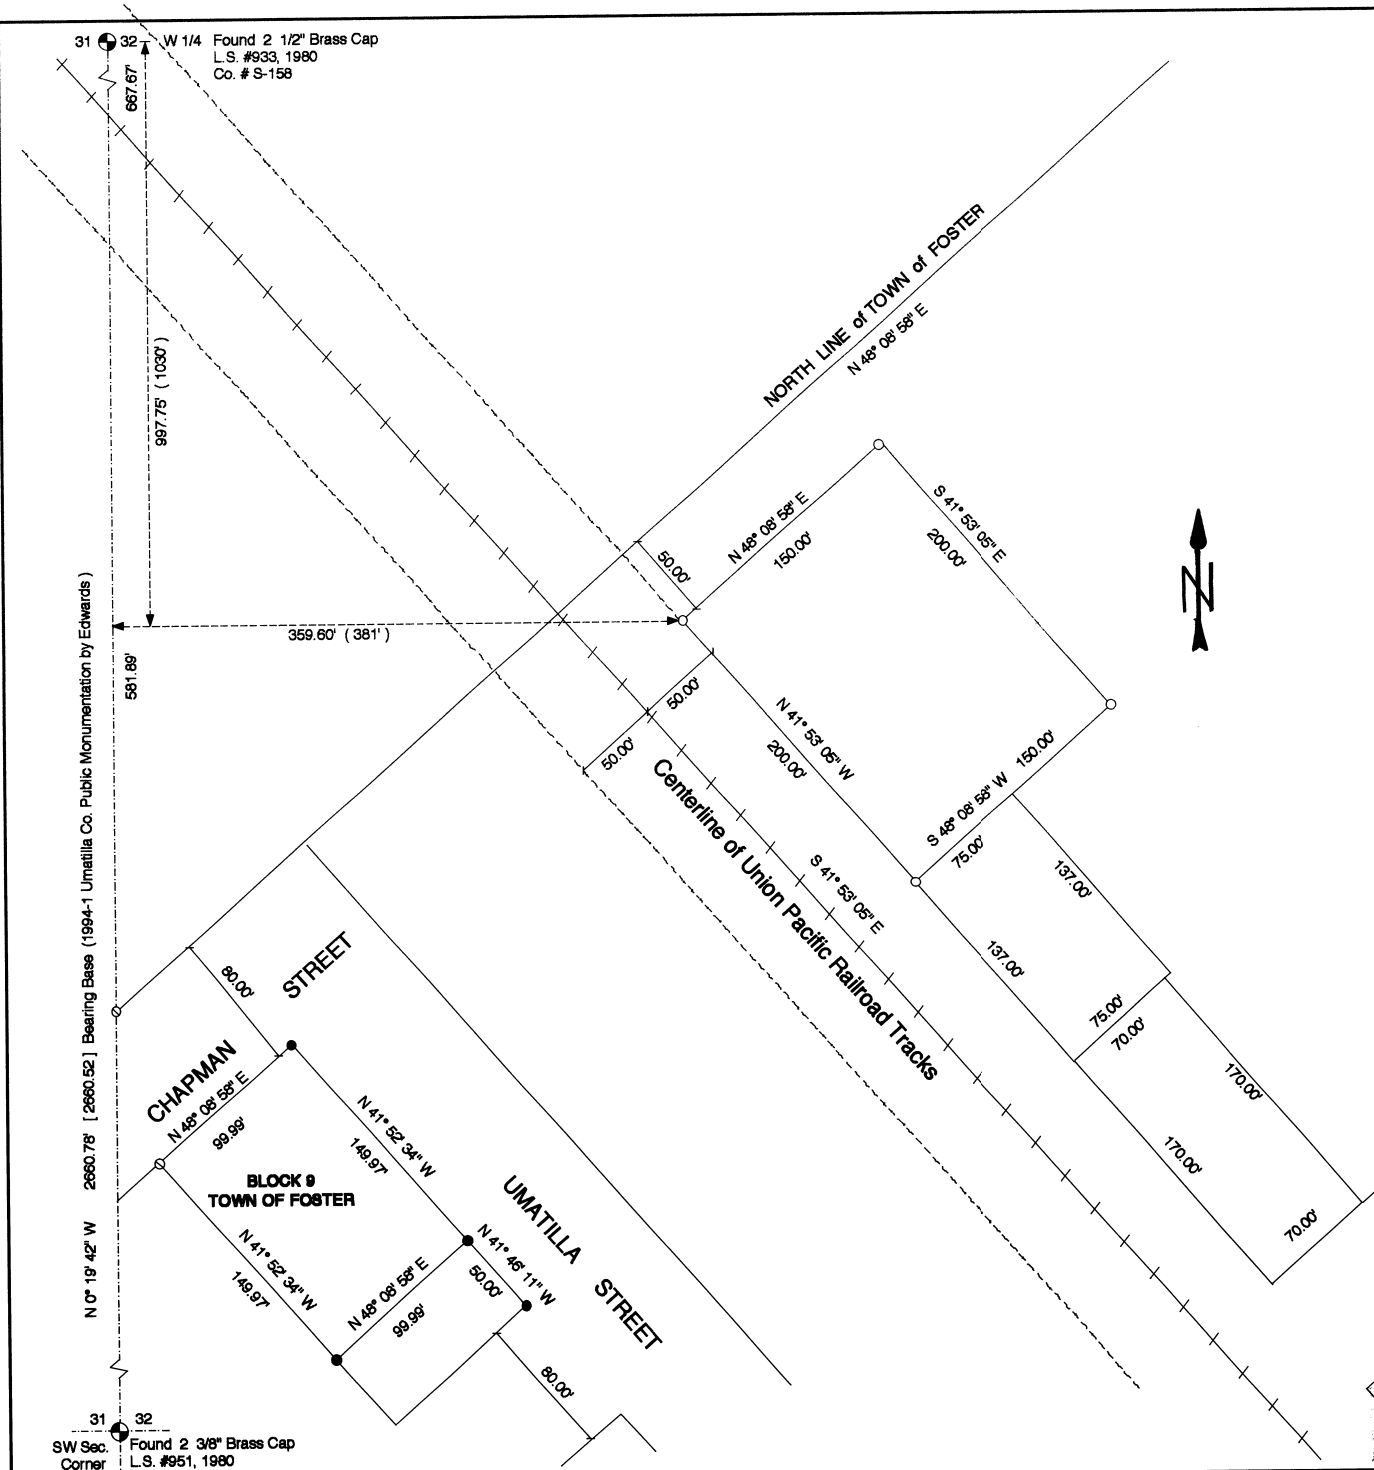 31 32 W 1/4 Found 2 1/2" Brass Cap
L.S. #933, 1980
Co. # S-158
667.67'
997.75' ( 1030' )
NORTH LINE of TOWN of FOSTER
N 48° 08' 58" E
N 48° 08' 58" E
150.00'
S 41° 53' 05" E
200.00'
50.00'
359.60' ( 381' )
581.89'
N 0° 19' 42" W 2660.78' [ 2660.52 ] Bearing Base (1994-1 Umatilla Co. Public Monumentation by Edwards )
N
50.00'
50.00'
N 41° 53' 05" W
200.00'
S 48° 08' 58" W 150.00'
75.00'
Centerline of Union Pacific Railroad Tracks
S 41° 53' 05" E
137.00'
137.00'
75.00'
70.00'
170.00'
170.00'
70.00'
80.00'
CHAPMAN STREET
N 48° 08' 58" E
99.99'
N 41° 52' 34" W
149.97'
BLOCK 9
TOWN OF FOSTER
N 41° 52' 34" W
149.97'
N 48° 08' 58" E
99.99'
N 41° 46' 11" W
50.00'
UMATILLA STREET
80.00'
31 32
SW Sec.
Corner
Found 2 3/8" Brass Cap
L.S. #951, 1980